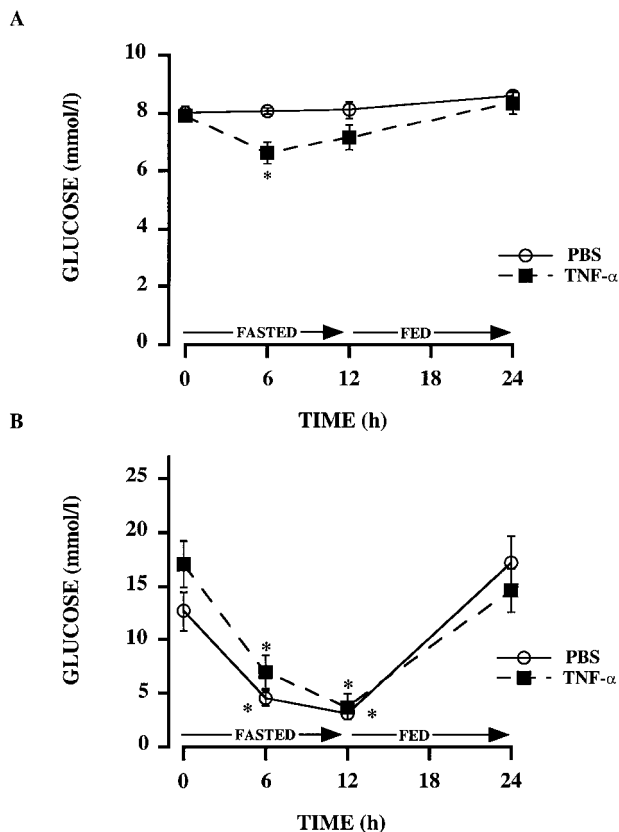 A
GLUCOSE (mmol/l)
10
8
6
4
2
0
*
PBS
TNF-α
FASTED
FED
0 6 12 18 24
TIME (h)
B
GLUCOSE (mmol/l)
25
20
15
10
5
0
* *
* *
PBS
TNF-α
FASTED
FED
0 6 12 24
TIME (h)